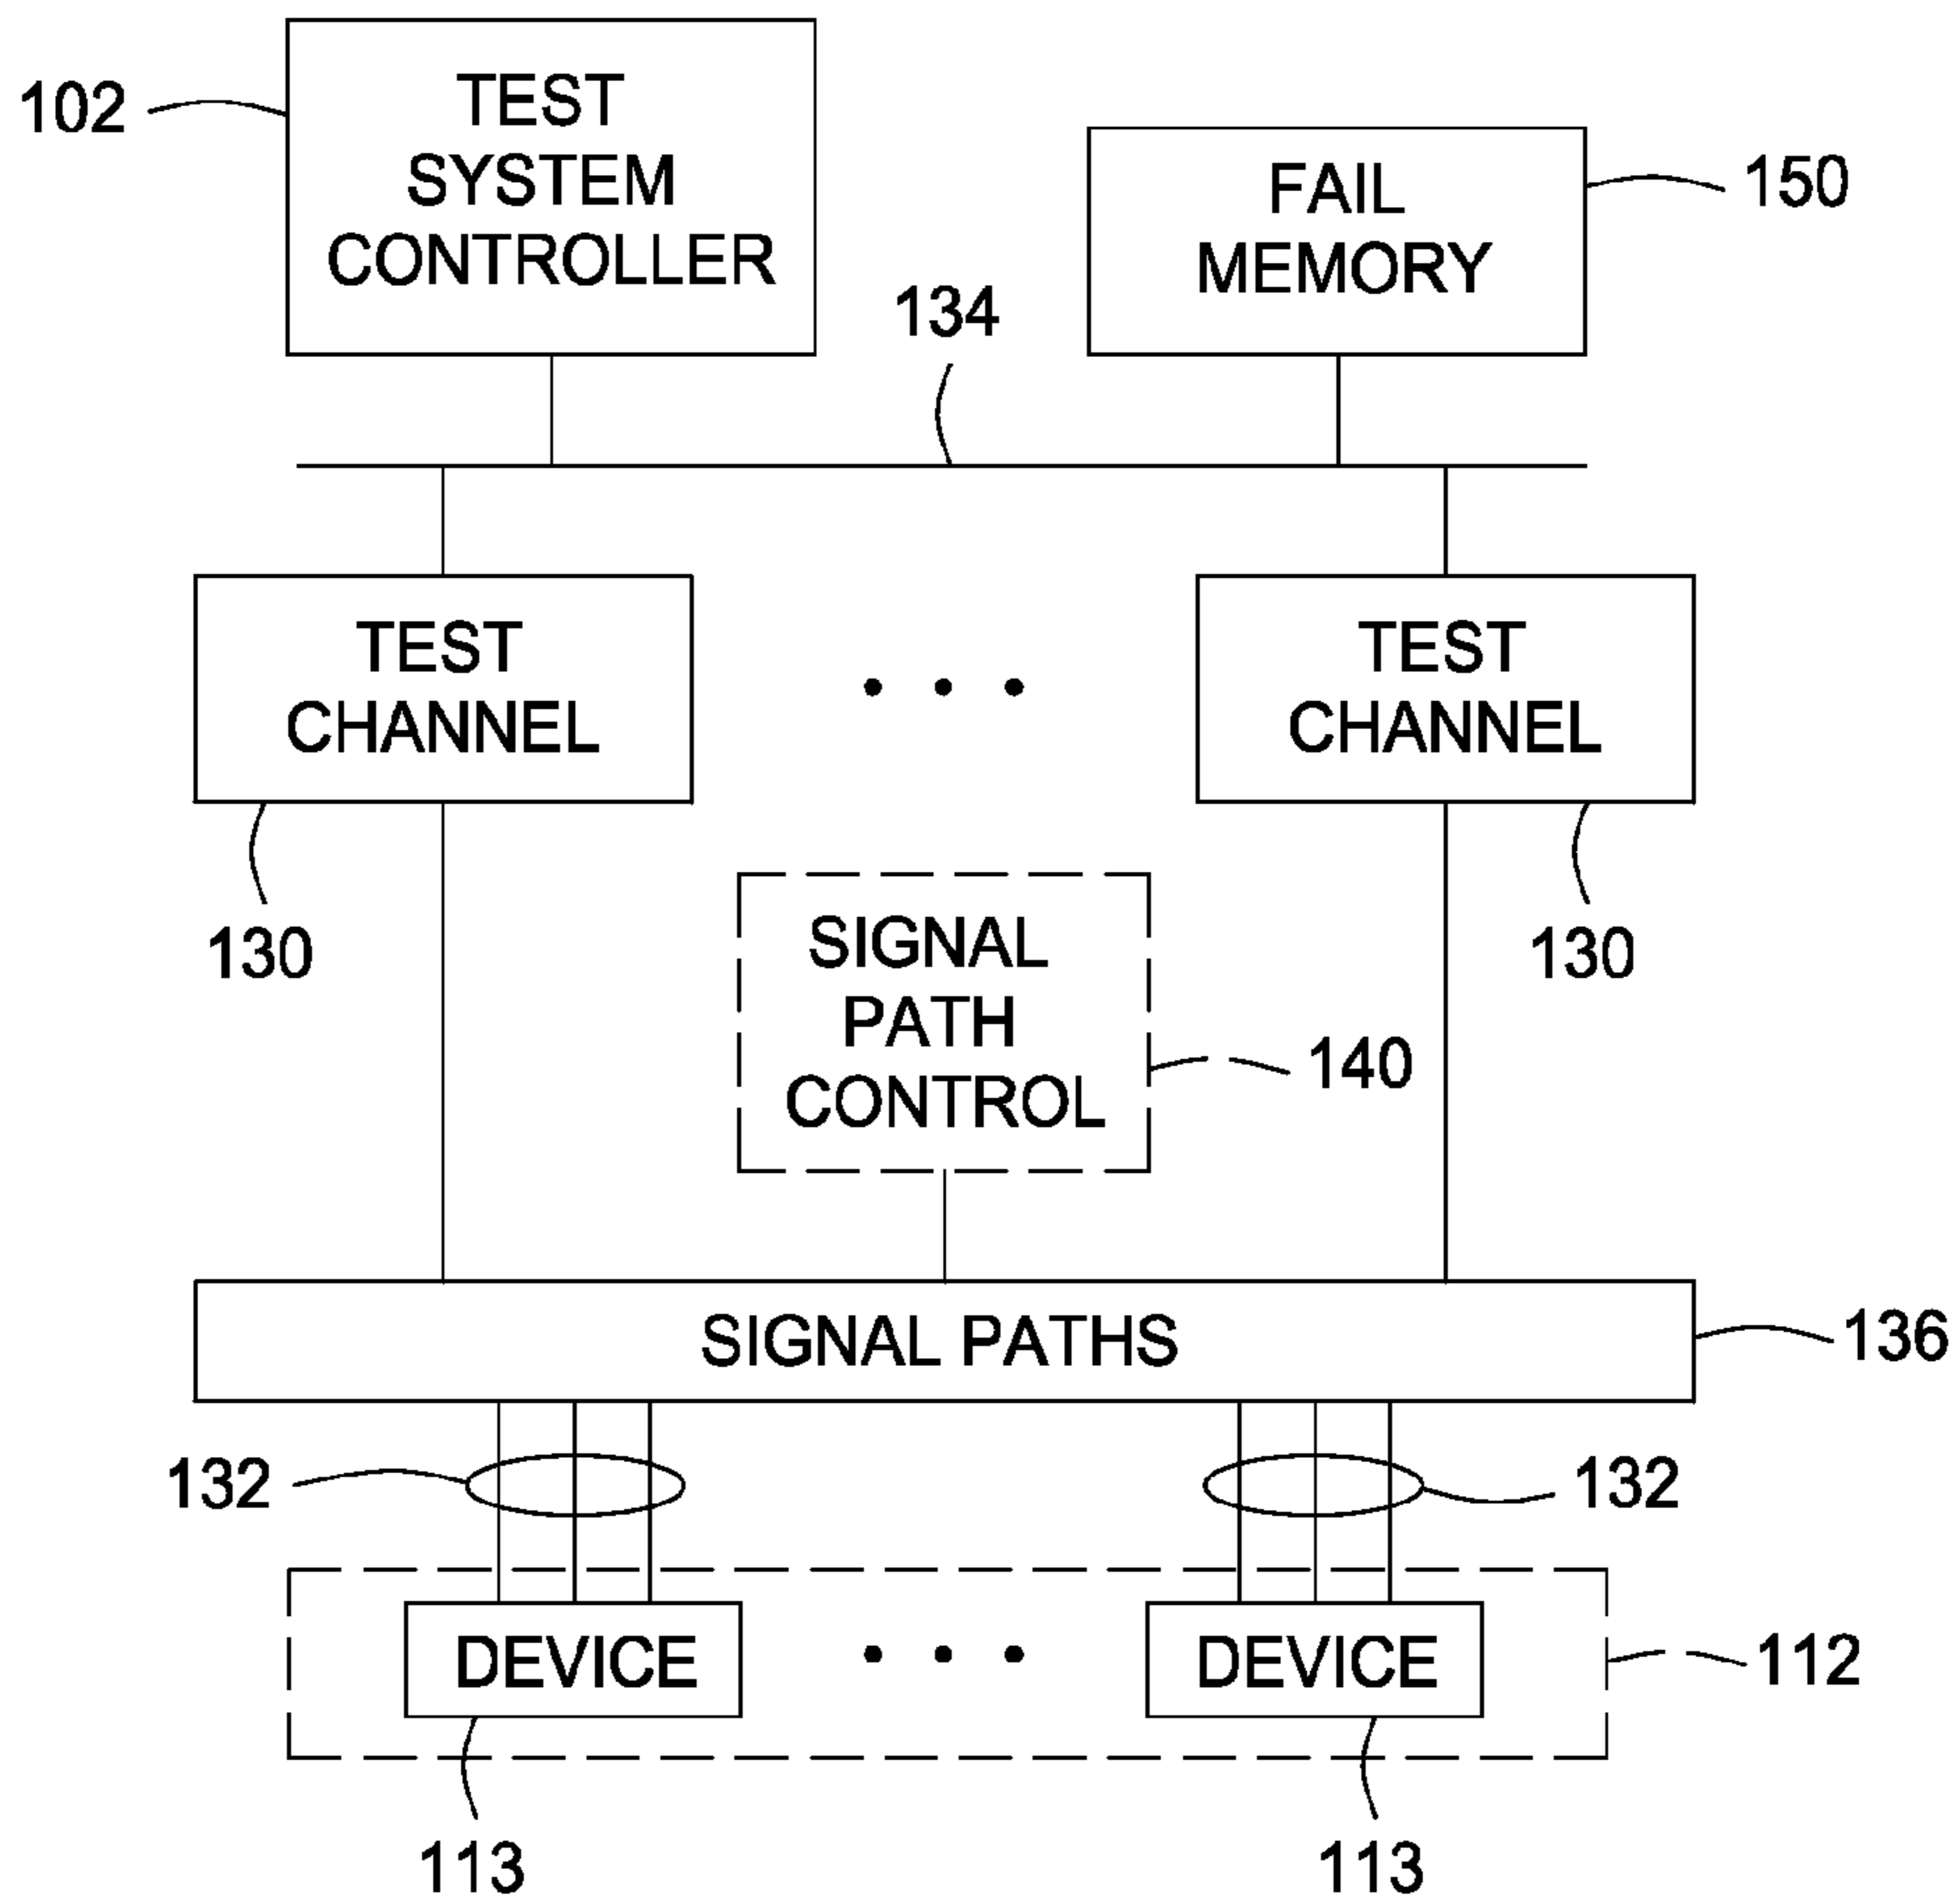 102
TEST
SYSTEM
CONTROLLER
FAIL
MEMORY
150
134
TEST
CHANNEL
TEST
CHANNEL
130
130
SIGNAL
PATH
CONTROL
140
SIGNAL PATHS
136
132
132
DEVICE
DEVICE
112
113
113